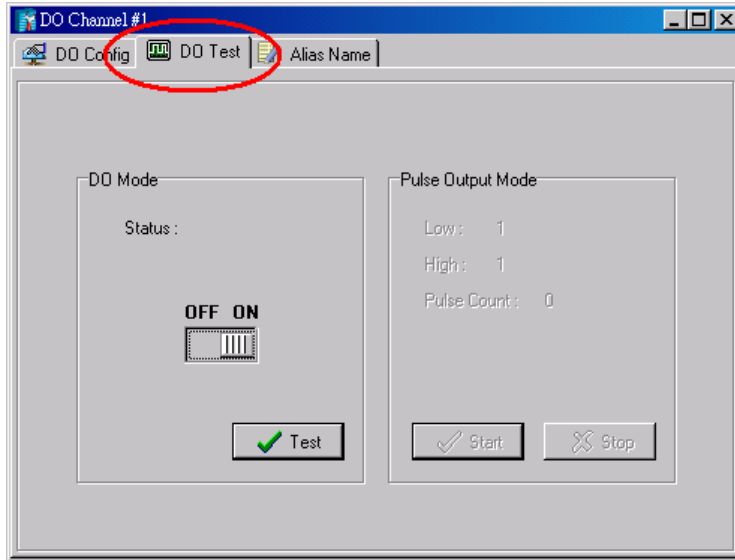 DO Channel #1
DO Config
DO Test
Alias Name
DO Mode
Status :
OFF ON
Test
Pulse Output Mode
Low : 1
High : 1
Pulse Count : 0
Start
Stop